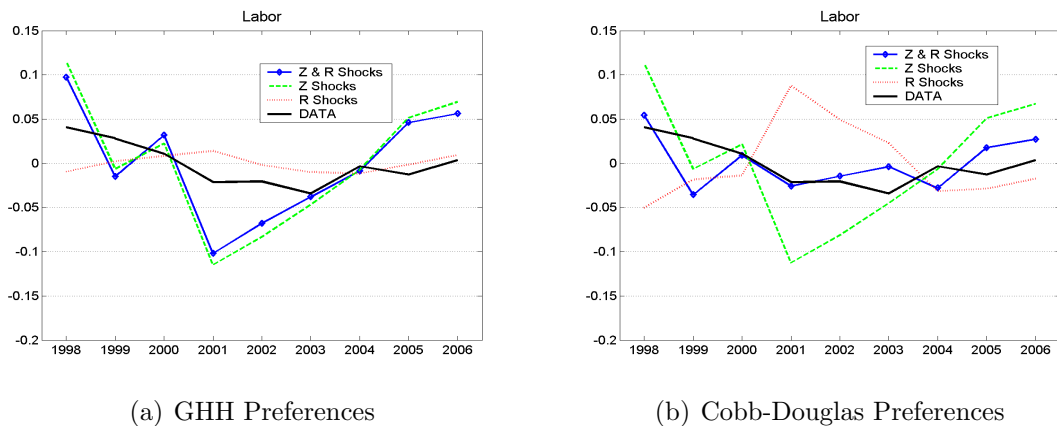 Labor
0.15
0.1
0.05
0
-0.05
-0.1
-0.15
-0.2
1998 1999 2000 2001 2002 2003 2004 2005 2006
Z & R Shocks
Z Shocks
R Shocks
DATA
(a) GHH Preferences
Labor
0.15
0.1
0.05
0
-0.05
-0.1
-0.15
-0.2
1998 1999 2000 2001 2002 2003 2004 2005 2006
Z & R Shocks
Z Shocks
R Shocks
DATA
(b) Cobb-Douglas Preferences